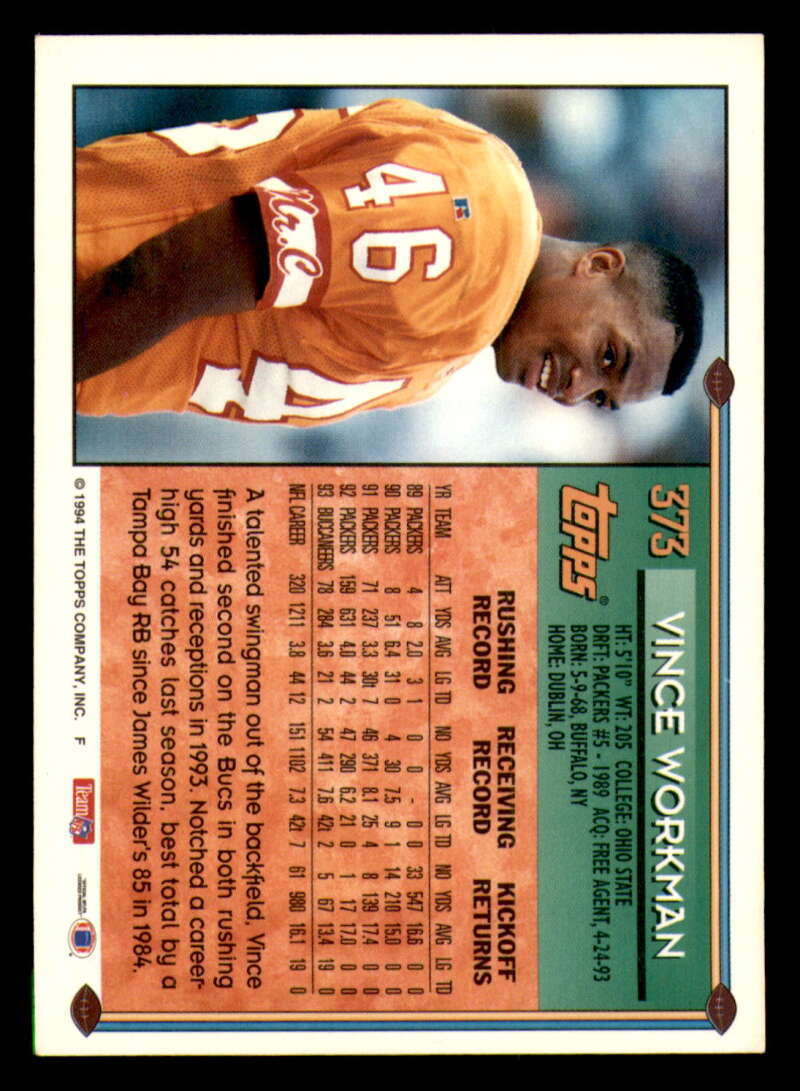 373 VINCE WORKMAN
topps®
HT: 5'10" WT: 205 COLLEGE: OHIO STATE
DRFT: PACKERS #5 - 1989 ACQ: FREE AGENT, 4-24-93
BORN: 5-9-68, BUFFALO, NY
HOME: DUBLIN, OH
RUSHING RECEIVING KICKOFF
RECORD RECORD RETURNS
YR TEAM ATT YDS AVG LG TD NO YDS AVG LG TD NO YDS AVG LG TD
89 PACKERS 4 8 2.0 3 1 0 0 - 0 0 33 547 16.6 0
90 PACKERS 8 51 6.4 31 0 4 30 7.5 9 1 14 210 15.0 0
91 PACKERS 71 237 3.3 30t 7 46 371 8.1 25 4 8 139 17.4 0
92 PACKERS 159 631 4.0 44 2 47 290 6.2 21 0 1 17 17.0 0
93 BUCCANEERS 78 284 3.6 21 2 54 411 7.6 42t 2 5 67 13.4 19 0
NFL CAREER 320 1211 3.8 44 12 151 1102 7.3 42t 7 61 980 16.1 19 0
A talented swingman out of the backfield, Vince
finished second on the Bucs in both rushing
yards and receptions in 1993. Notched a career-
high 54 catches last season, best total by a
Tampa Bay RB since James Wilder's 85 in 1984.
© 1994 THE TOPPS COMPANY, INC. F
Team NFL
46
Mr.C
4